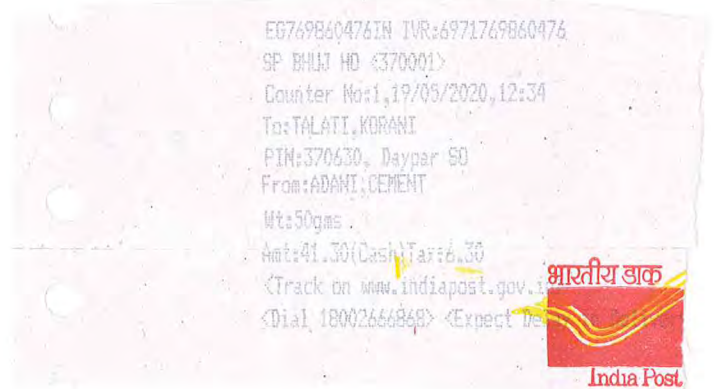 EG769860476IN IVR:6971769860476
SP BHUJ HO <370001>
Counter No:1,19/05/2020,12:34
To:TALATI,KORANI
PIN:370630, Dayapar SO
From:ADANI,CEMENT
Wt:50gms
Amt:41.30(Cash)Tax:6.30
<Track on www.indiapost.gov.
<Dial 18002666868> <Expect
भारतीय डाक
India Post